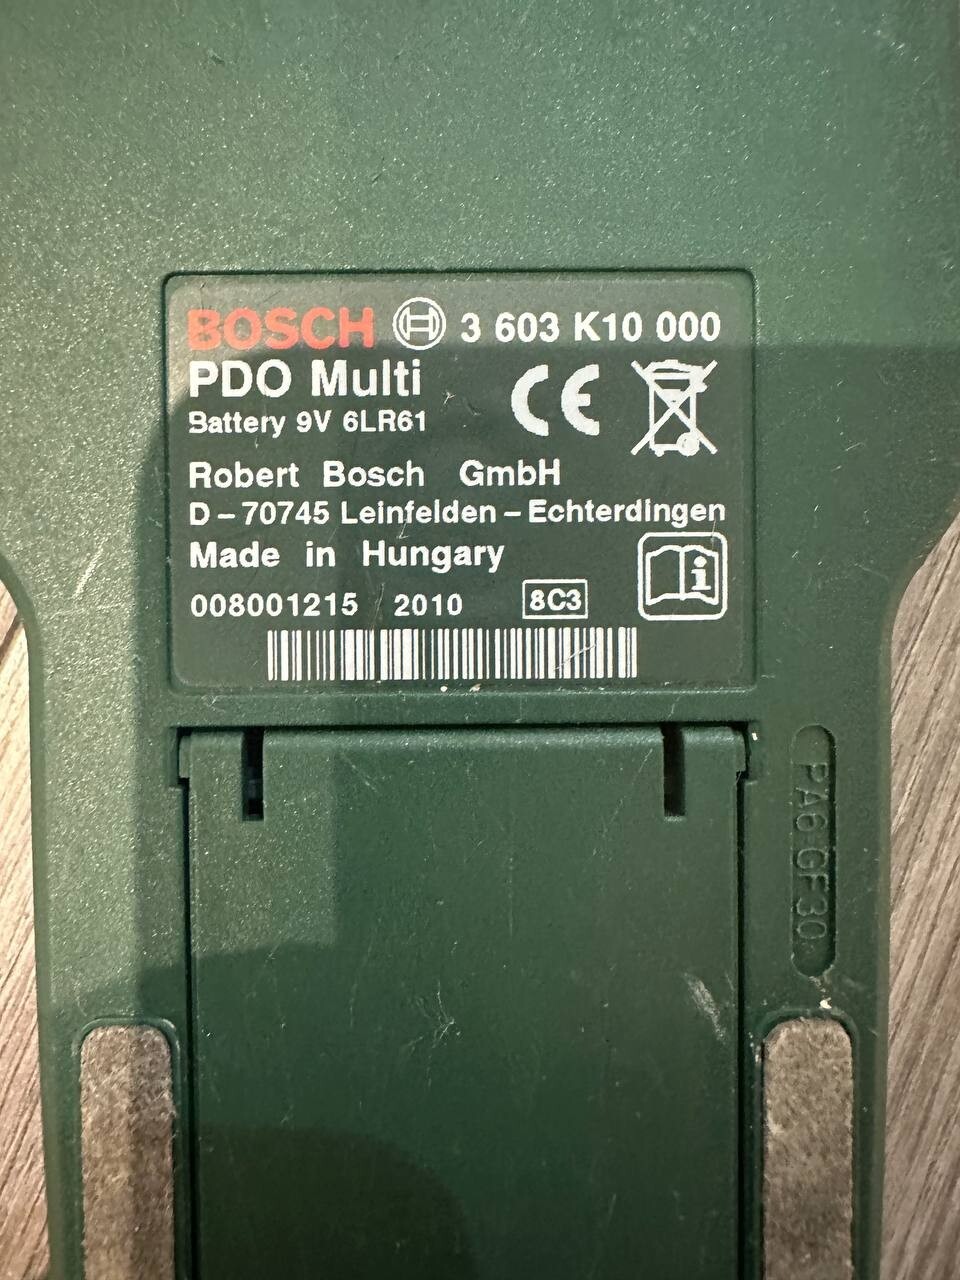 BOSCH 3 603 K10 000
PDO Multi
Battery 9V 6LR61
CE
Robert Bosch GmbH
D-70745 Leinfelden-Echterdingen
Made in Hungary
008001215 2010 8C3
PA6 GF30